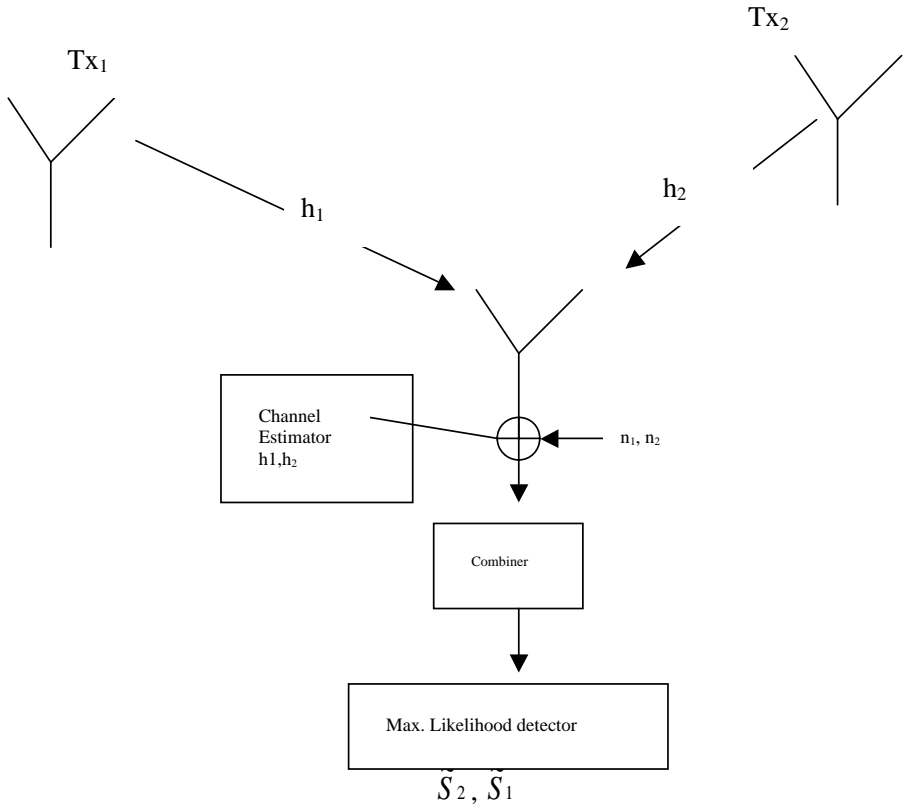 Tx₂
Tx₁
h₂
h₁
Channel
Estimator
h1,h₂
n₁, n₂
Combiner
Max. Likelihood detector
S̃ ₂ , S̃ ₁